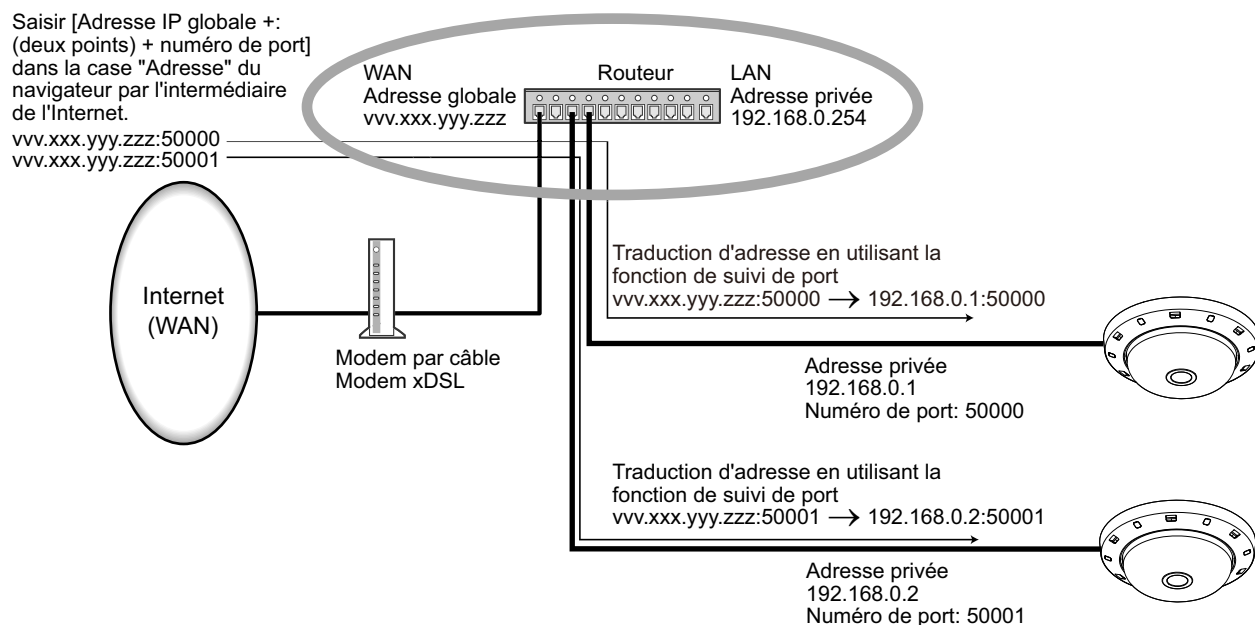 Saisir [Adresse IP globale +:
(deux points) + numéro de port]
dans la case "Adresse" du
navigateur par l'intermédiaire
de l'Internet.
vvv.xxx.yyy.zzz:50000
vvv.xxx.yyy.zzz:50001
WAN
Adresse globale
vvv.xxx.yyy.zzz
Routeur
LAN
Adresse privée
192.168.0.254
Internet
(WAN)
Modem par câble
Modem xDSL
Traduction d'adresse en utilisant la
fonction de suivi de port
vvv.xxx.yyy.zzz:50000 → 192.168.0.1:50000
Adresse privée
192.168.0.1
Numéro de port: 50000
Traduction d'adresse en utilisant la
fonction de suivi de port
vvv.xxx.yyy.zzz:50001 → 192.168.0.2:50001
Adresse privée
192.168.0.2
Numéro de port: 50001